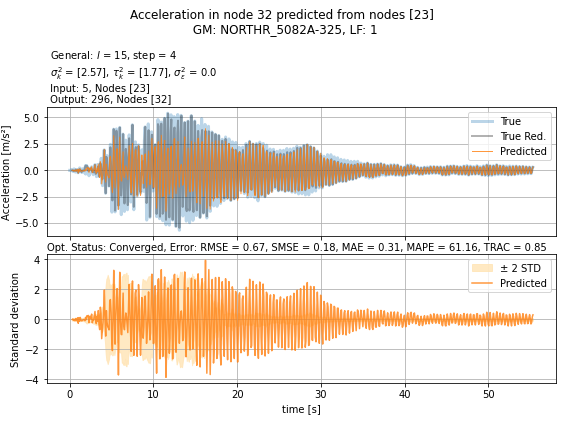 Acceleration in node 32 predicted from nodes [23]
GM: NORTHR_5082A-325, LF: 1
General: l = 15, step = 4
σ²ₖ = [2.57], τ²ₖ = [1.77], σ²ε = 0.0
Input: 5, Nodes [23]
Output: 296, Nodes [32]
Acceleration [m/s²]
5.0
2.5
0.0
−2.5
−5.0
True
True Red.
Predicted
Opt. Status: Converged, Error: RMSE = 0.67, SMSE = 0.18, MAE = 0.31, MAPE = 61.16, TRAC = 0.85
Standard deviation
4
2
0
−2
−4
± 2 STD
Predicted
0 10 20 30 40 50
time [s]